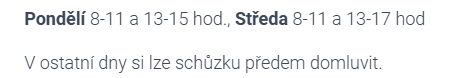 Pondělí 8-11 a 13-15 hod., Středa 8-11 a 13-17 hod
V ostatní dny si lze schůzku předem domluvit.